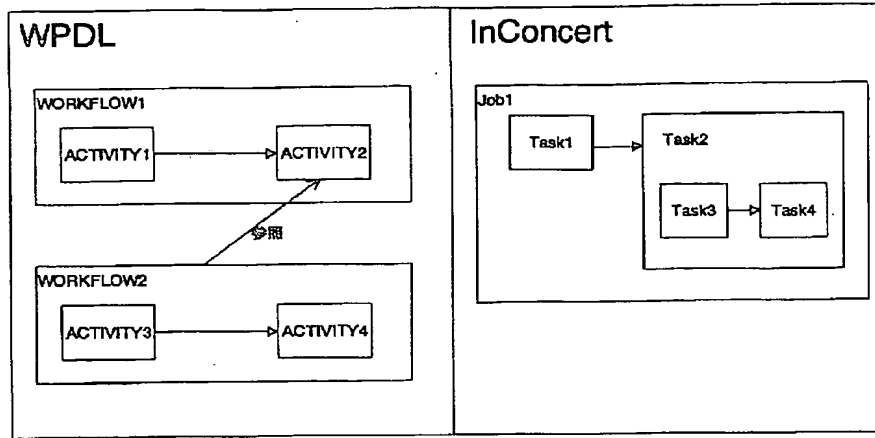 WPDL
WORKFLOW1
ACTIVITY1
ACTIVITY2
参照
WORKFLOW2
ACTIVITY3
ACTIVITY4
InConcert
Job1
Task1
Task2
Task3
Task4